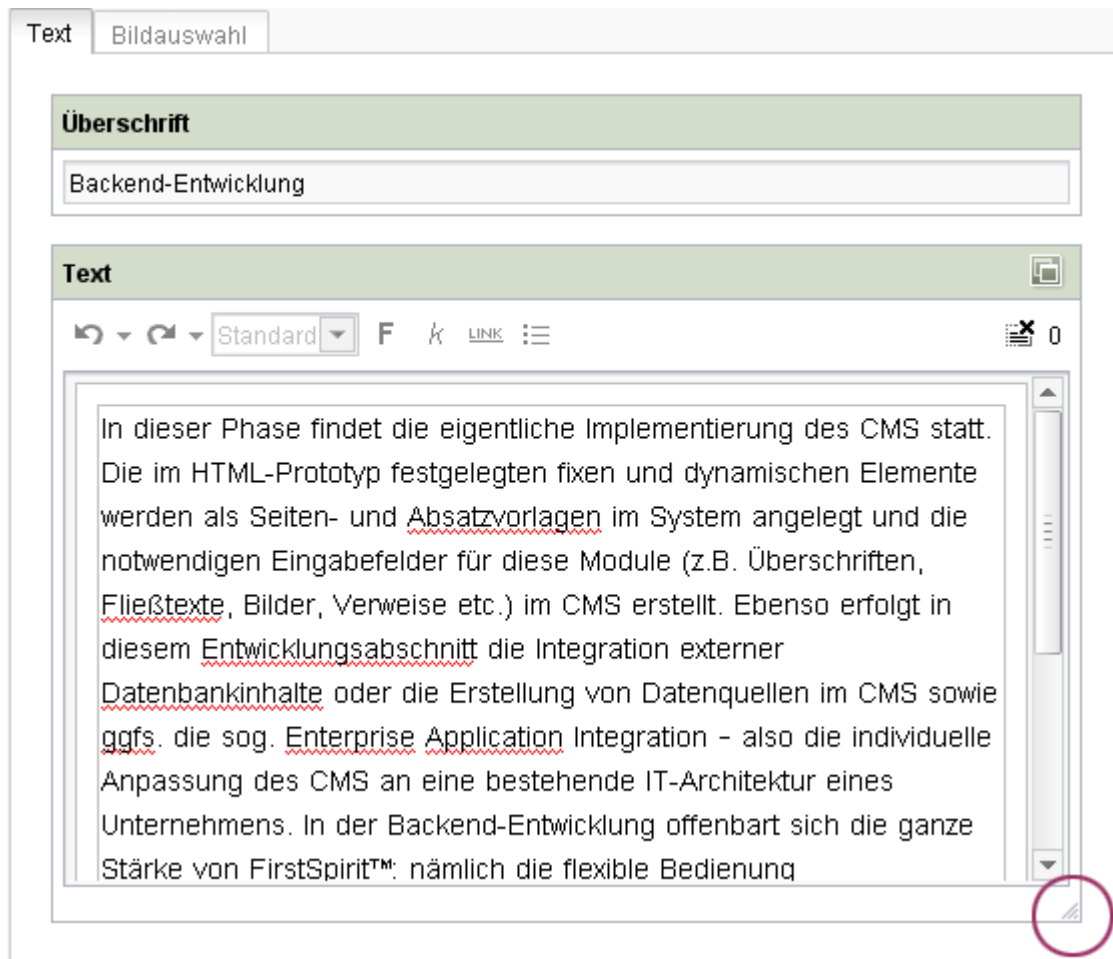 Text Bildauswahl
Überschrift
Backend-Entwicklung
Text
Standard F k LINK 0
In dieser Phase findet die eigentliche Implementierung des CMS statt.
Die im HTML-Prototyp festgelegten fixen und dynamischen Elemente
werden als Seiten- und Absatzvorlagen im System angelegt und die
notwendigen Eingabefelder für diese Module (z.B. Überschriften,
Fließtexte, Bilder, Verweise etc.) im CMS erstellt. Ebenso erfolgt in
diesem Entwicklungsabschnitt die Integration externer
Datenbankinhalte oder die Erstellung von Datenquellen im CMS sowie
ggfs. die sog. Enterprise Application Integration – also die individuelle
Anpassung des CMS an eine bestehende IT-Architektur eines
Unternehmens. In der Backend-Entwicklung offenbart sich die ganze
Stärke von FirstSpirit™: nämlich die flexible Bedienung